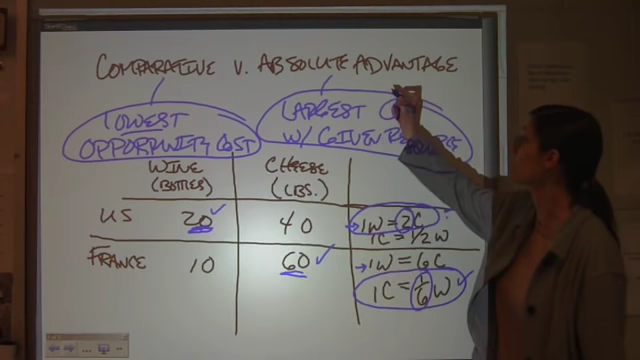 COMPARATIVE V. ABSOLUTE ADVANTAGE
LOWEST
OPPORTUNITY COST
LARGEST
W/ GIVEN RESOURCES
WINE
(BOTTLES)
CHEESE
(LBS.)
US 20 ✓ 40 1W = 2C
1C = 1/2 W
FRANCE 10 60 ✓ 1W = 6C
1C = 1/6 W ✓